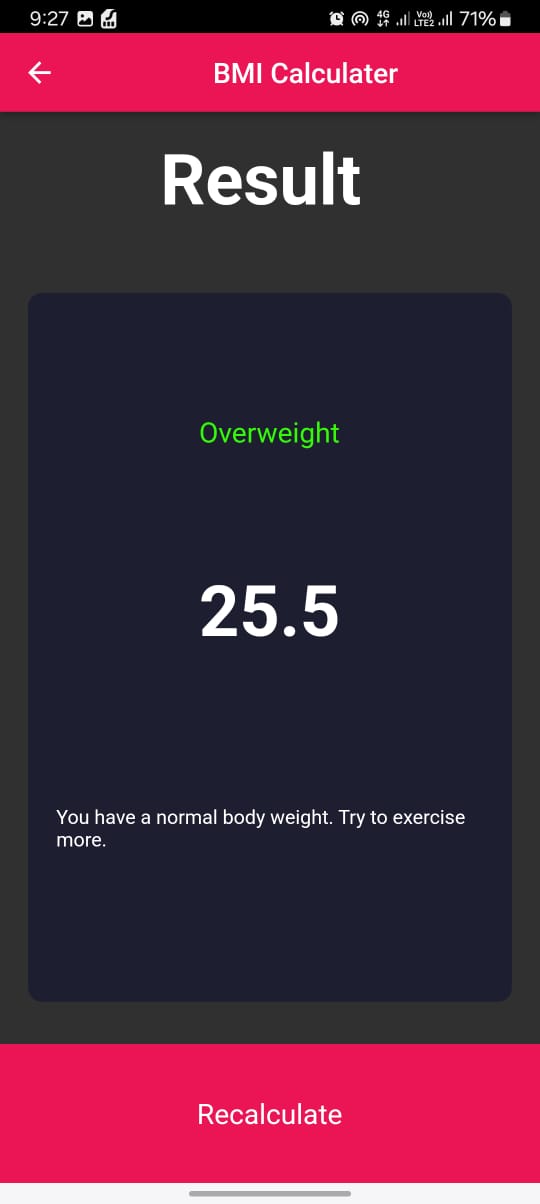 9:27 4G Vo)) LTE2 71%
BMI Calculater
Result
Overweight
25.5
You have a normal body weight. Try to exercise
more.
Recalculate